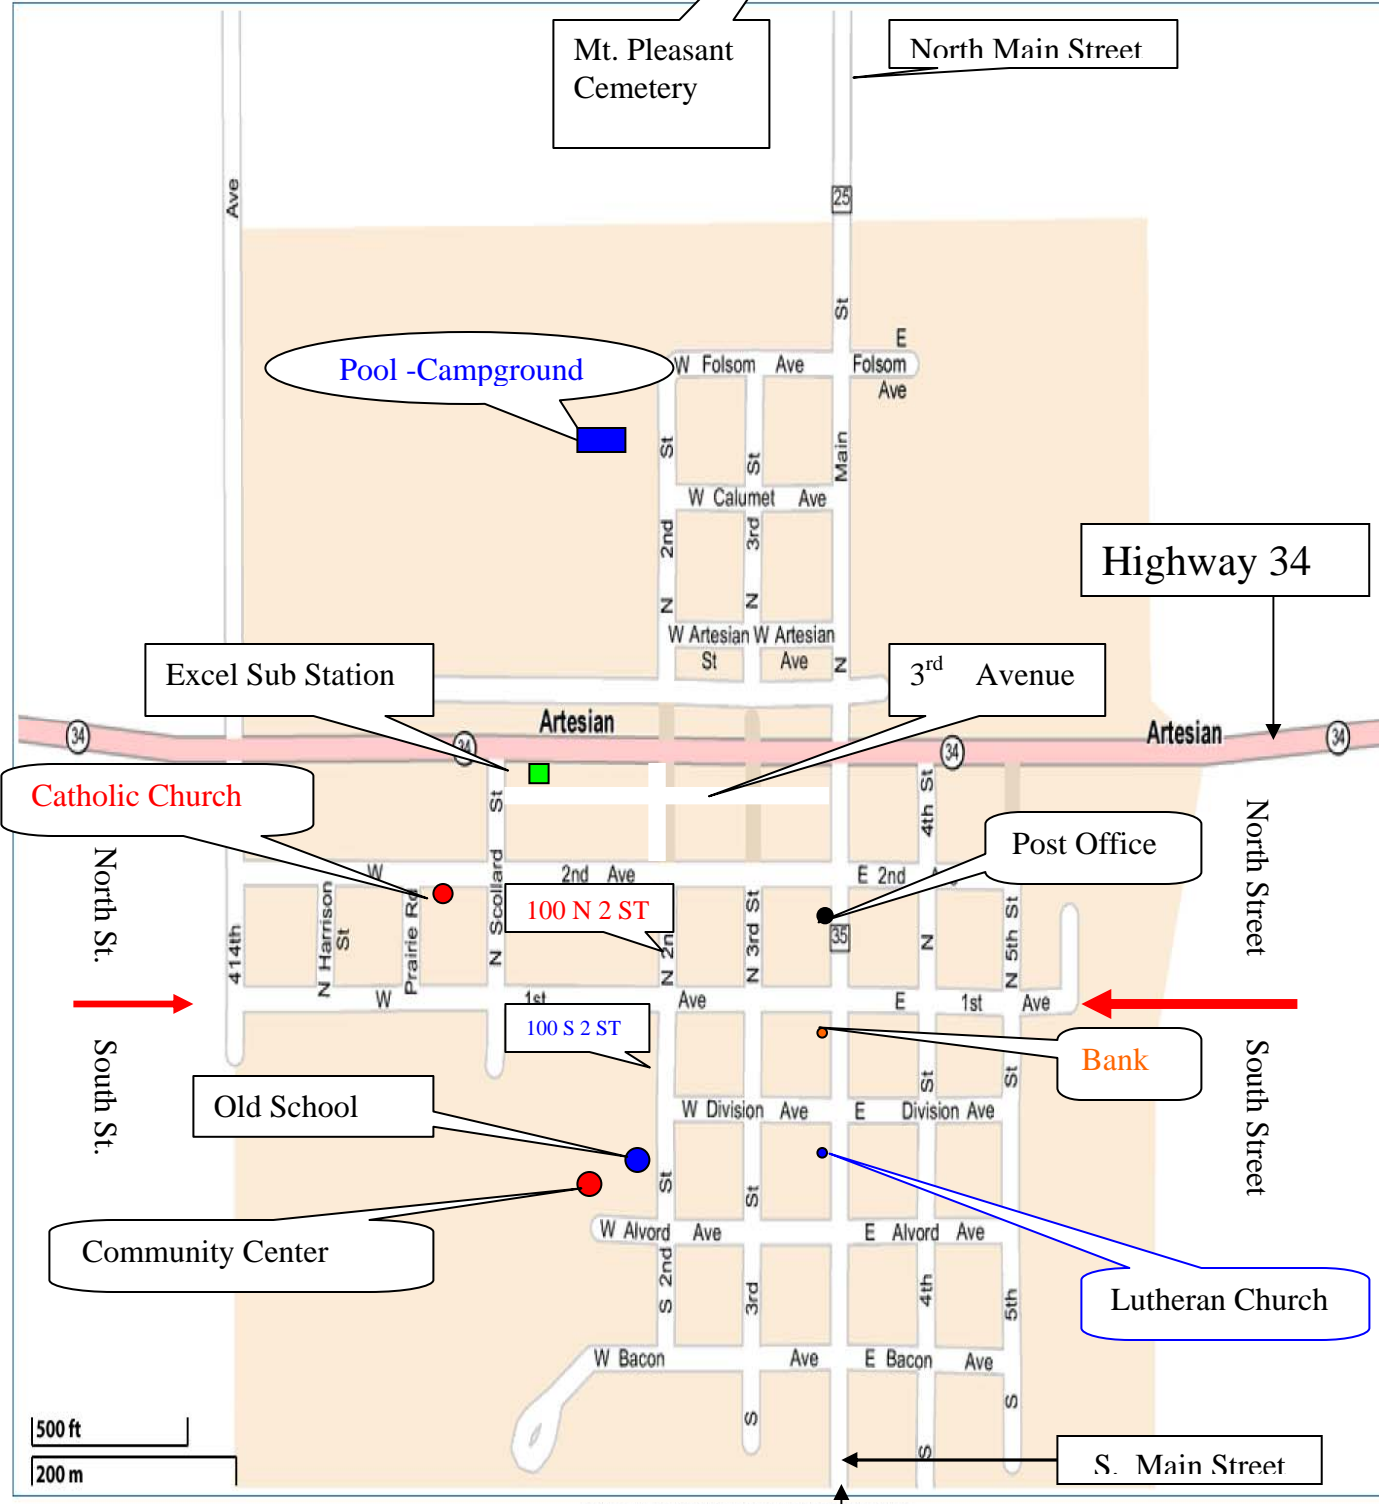 Mt. Pleasant
Cemetery
North Main Street
Ave
25
St
E
Folsom
Ave
W Folsom Ave
Pool -Campground
St
St
Main
W Calumet Ave
2nd
3rd
N
N
Highway 34
W Artesian
St
W Artesian
Ave
N
Excel Sub Station
3rd Avenue
Artesian
Artesian
34
34
34
34
Catholic Church
St
4th St
Post Office
North St.
North Street
W 2nd Ave
E 2nd
N Scollard
N Harrison
St
Prairie Rd
414th
100 N 2 ST
N 3rd St
35
N
N 5th St
W 1st Ave
E 1st Ave
100 S 2 ST
Bank
South St.
South Street
Old School
St
St
W Division Ave
E Division Ave
Community Center
St
St
W Alvord Ave
E Alvord Ave
Lutheran Church
S 2nd
3rd
4th
5th
W Bacon Ave
E Bacon Ave
S
S
S
500 ft
200 m
S. Main Street